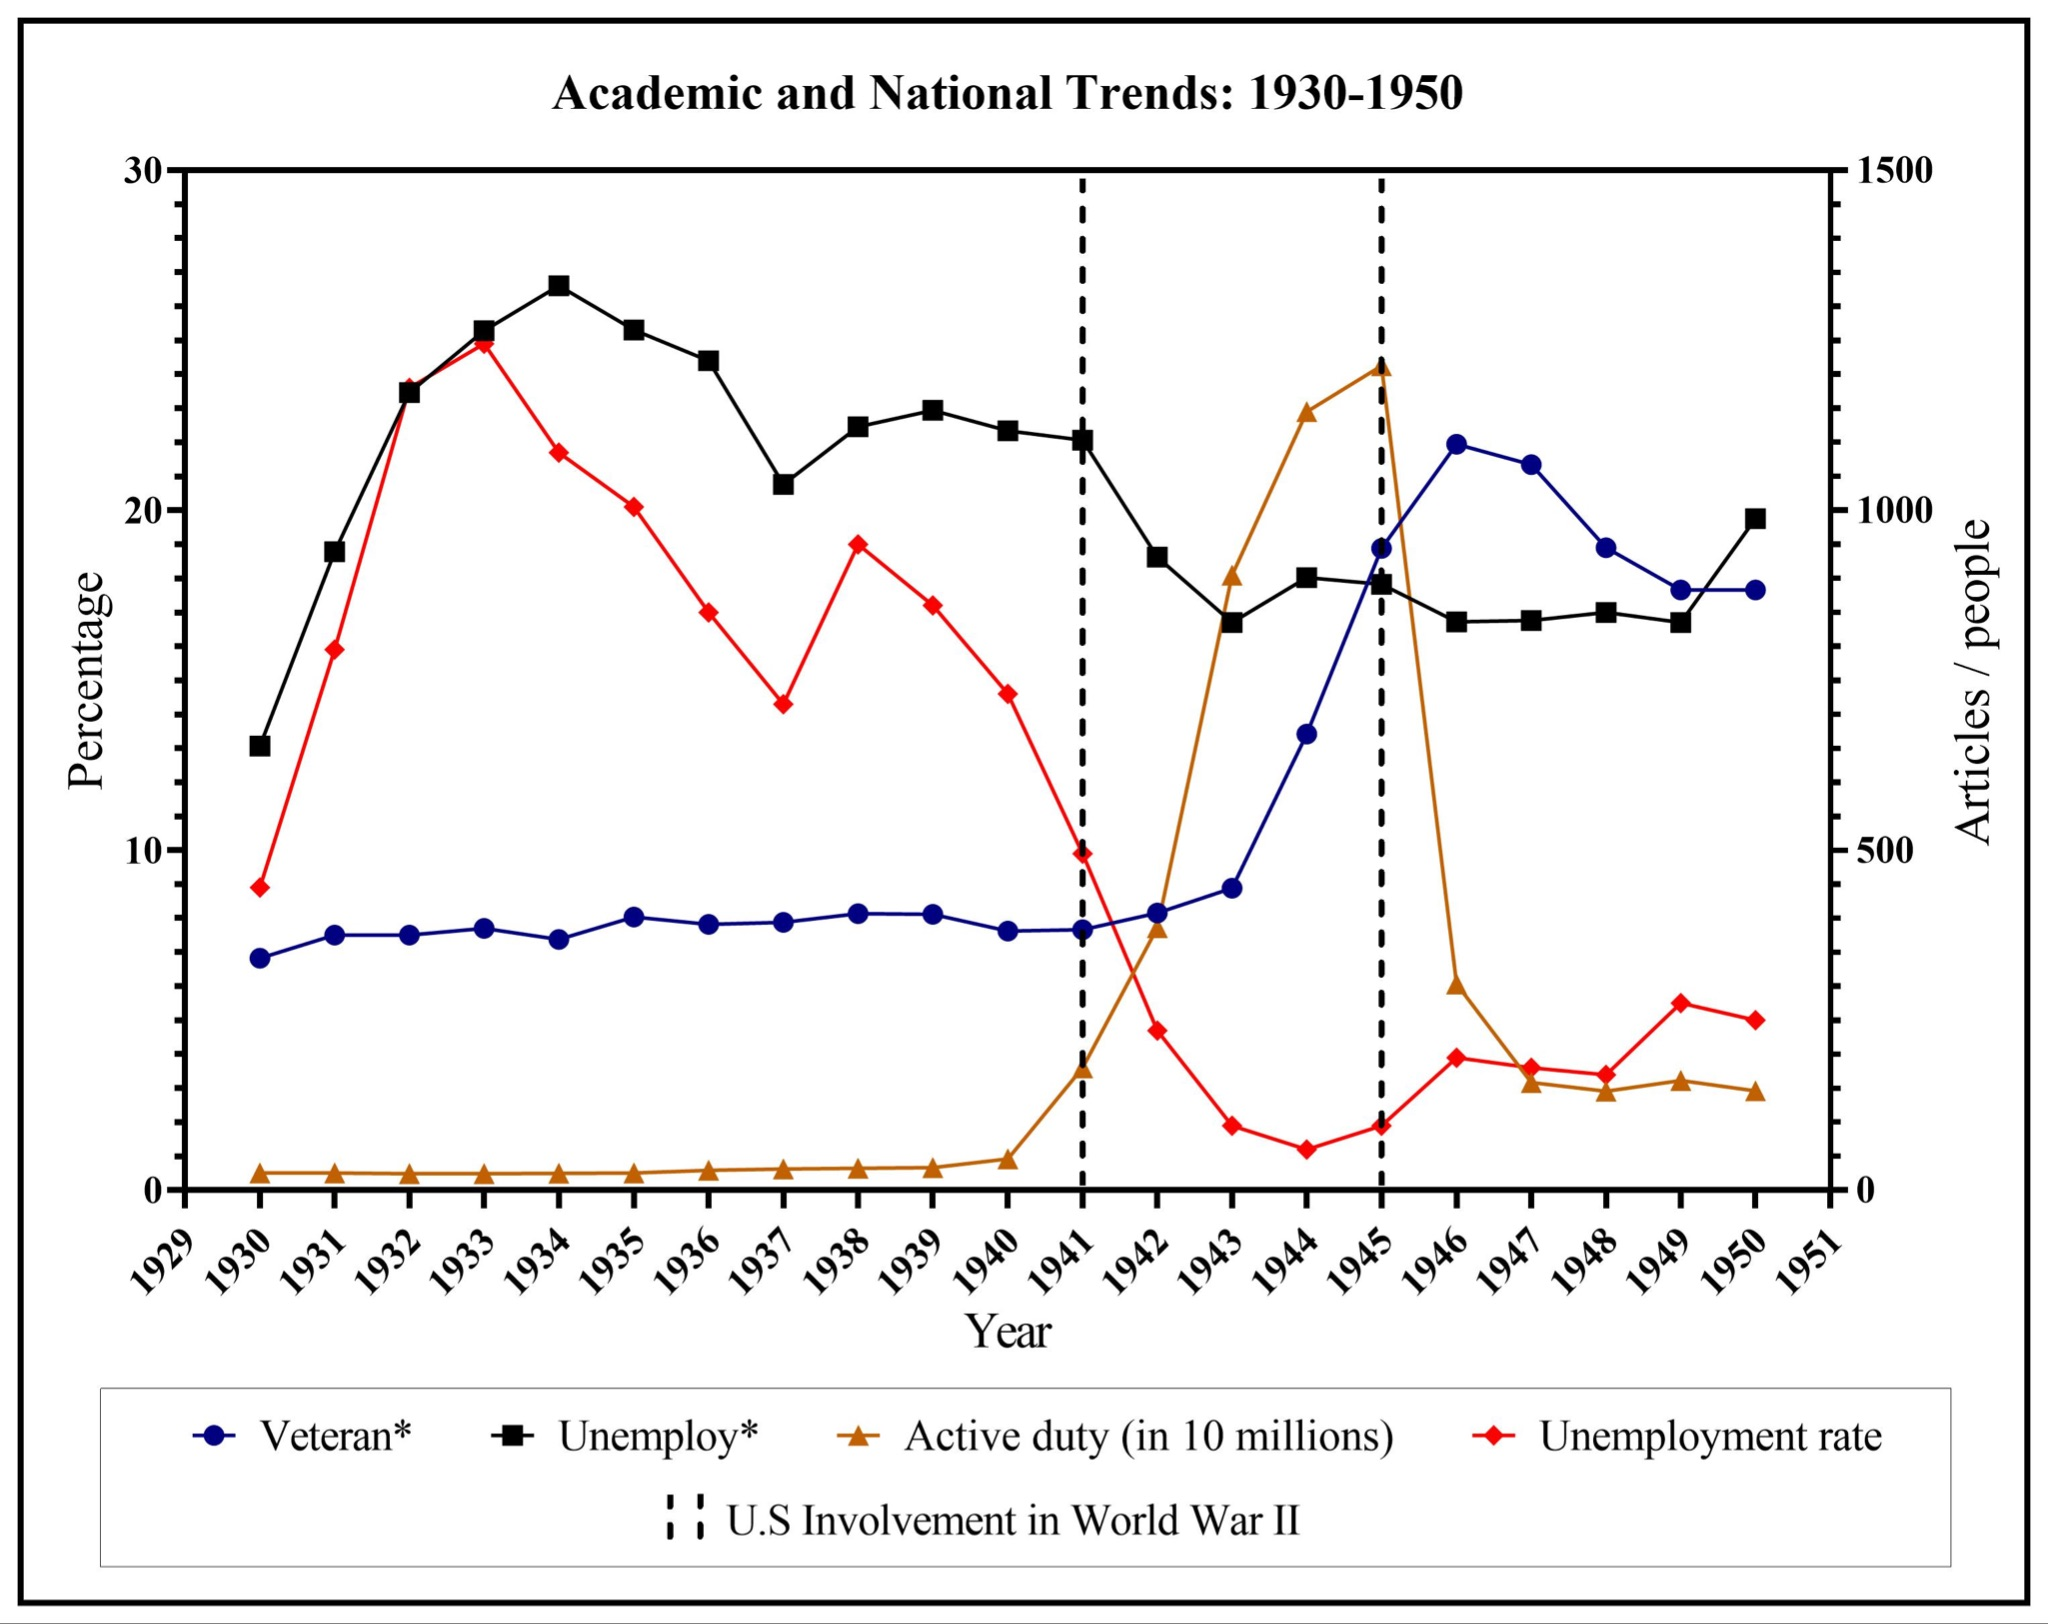 Academic and National Trends: 1930-1950
30
20
10
0
Percentage
1500
1000
500
0
Articles / people
1929 1930 1931 1932 1933 1934 1935 1936 1937 1938 1939 1940 1941 1942 1943 1944 1945 1946 1947 1948 1949 1950 1951
Year
Veteran* Unemploy* Active duty (in 10 millions) Unemployment rate
U.S Involvement in World War II